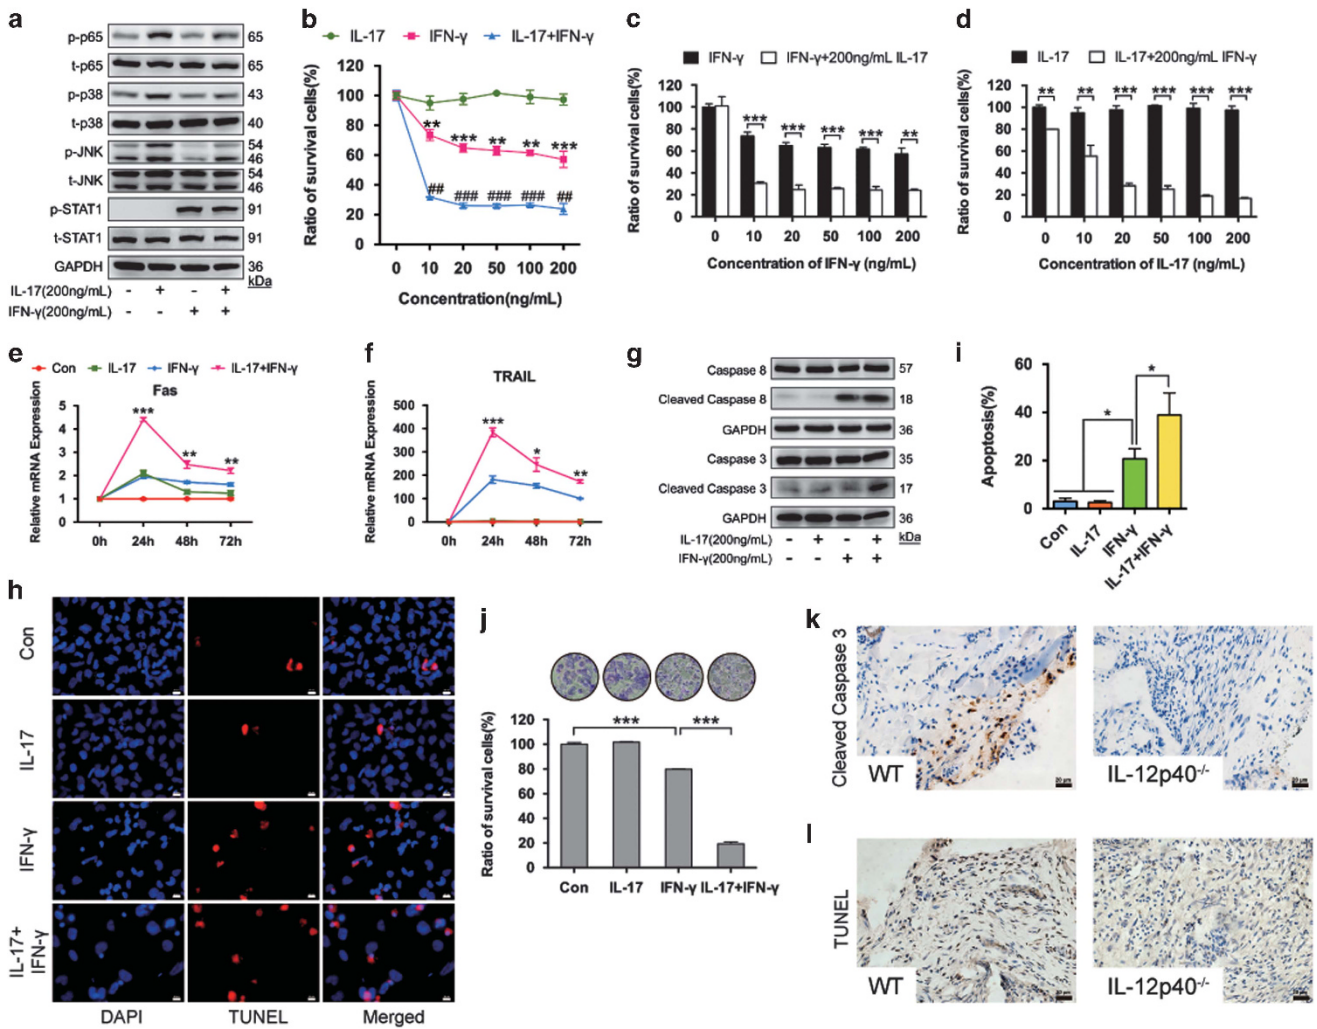 a
p-p65 65
t-p65 65
p-p38 43
t-p38 40
p-JNK 54
46
t-JNK 54
46
p-STAT1 91
t-STAT1 91
GAPDH 36
kDa
IL-17(200ng/mL) - + - +
IFN-γ(200ng/mL) - - + +
b
IL-17 IFN-γ IL-17+IFN-γ
Ratio of survival cells(%)
120
100
80
60
40
20
0
** *** ** ** ***
## ### ### ### ##
0 10 20 50 100 200
Concentration(ng/mL)
c
IFN-γ IFN-γ+200ng/mL IL-17
Ratio of survival cells(%)
120
100
80
60
40
20
0
*** *** *** *** **
0 10 20 50 100 200
Concentration of IFN-γ (ng/mL)
d
IL-17 IL-17+200ng/mL IFN-γ
Ratio of survival cells(%)
120
100
80
60
40
20
0
** ** *** *** *** ***
0 10 20 50 100 200
Concentration of IL-17 (ng/mL)
e
Con IL-17 IFN-γ IL-17+IFN-γ
Fas
Relative mRNA Expression
5
4
3
2
1
0
*** ** **
0h 24h 48h 72h
f
TRAIL
Relative mRNA Expression
500
400
300
200
100
0
*** * **
0h 24h 48h 72h
g
Caspase 8 57
Cleaved Caspase 8 18
GAPDH 36
Caspase 3 35
Cleaved Caspase 3 17
GAPDH 36
IL-17(200ng/mL) - + - + kDa
IFN-γ(200ng/mL) - - + +
i
Apoptosis(%)
60
40
20
0
* *
Con IL-17 IFN-γ IL-17+IFN-γ
h
Con
IL-17
IFN-γ
IL-17+
IFN-γ
DAPI TUNEL Merged
j
Ratio of survival cells(%)
120
100
80
60
40
20
0
*** ***
Con IL-17 IFN-γ IL-17+IFN-γ
k
Cleaved Caspase 3
WT
20 μm
IL-12p40-/-
20 μm
l
TUNEL
WT
20 μm
IL-12p40-/-
20 μm